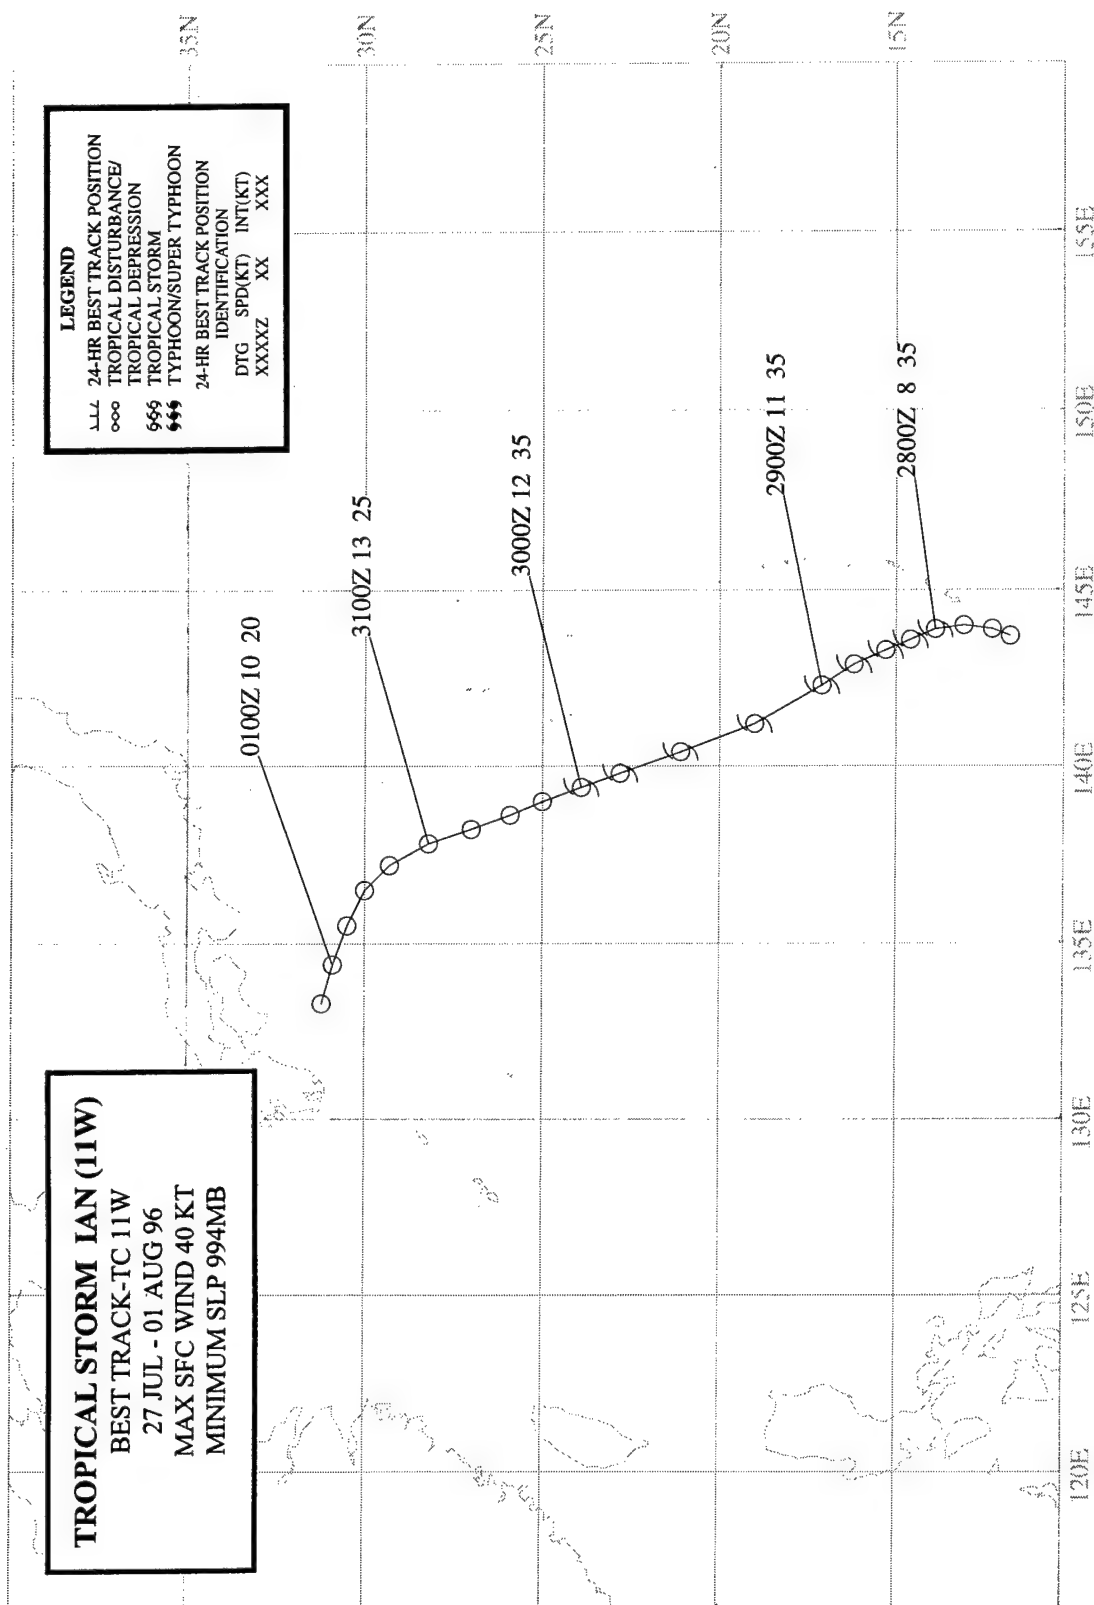 TROPICAL STORM IAN (11W)
BEST TRACK-TC 11W
27 JUL - 01 AUG 96
MAX SFC WIND 40 KT
MINIMUM SLP 994MB
LEGEND
24-HR BEST TRACK POSITION
TROPICAL DISTURBANCE/
TROPICAL DEPRESSION
TROPICAL STORM
TYPHOON/SUPER TYPHOON
24-HR BEST TRACK POSITION
IDENTIFICATION
DTG SPD(KT) INT(KT)
XXXXZ XX XXX
0100Z 10 20
3100Z 13 25
3000Z 12 35
2900Z 11 35
2800Z 8 35
35N
30N
25N
20N
15N
120E
125E
130E
135E
140E
145E
150E
155E